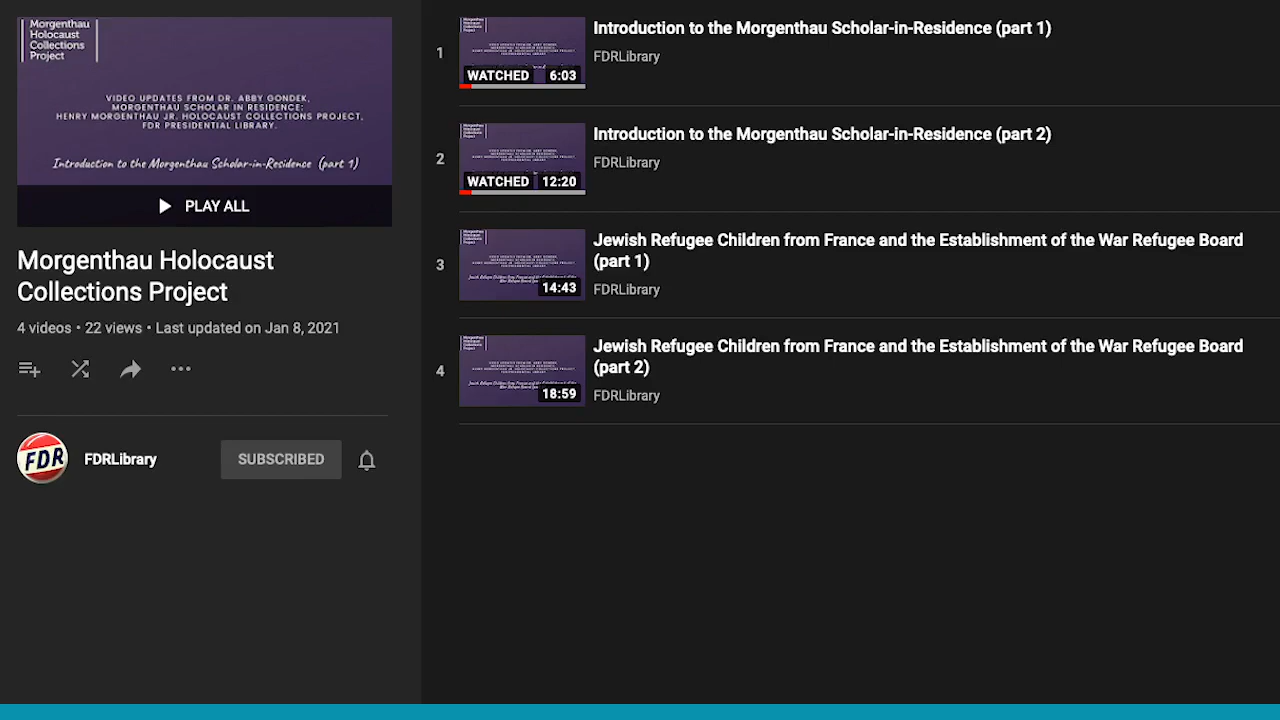 Morgenthau
Holocaust
Collections
Project
VIDEO UPDATES FROM DR. ABBY GONDEK,
MORGENTHAU SCHOLAR IN RESIDENCE:
HENRY MORGENTHAU JR. HOLOCAUST COLLECTIONS PROJECT,
FDR PRESIDENTIAL LIBRARY.
Introduction to the Morgenthau Scholar-in-Residence (part 1)
PLAY ALL
Morgenthau Holocaust
Collections Project
4 videos • 22 views • Last updated on Jan 8, 2021
FDR
FDRLibrary
SUBSCRIBED
1
WATCHED 6:03
Introduction to the Morgenthau Scholar-in-Residence (part 1)
FDRLibrary
2
WATCHED 12:20
Introduction to the Morgenthau Scholar-in-Residence (part 2)
FDRLibrary
3
14:43
Jewish Refugee Children from France and the Establishment of the War Refugee Board
(part 1)
FDRLibrary
4
18:59
Jewish Refugee Children from France and the Establishment of the War Refugee Board
(part 2)
FDRLibrary